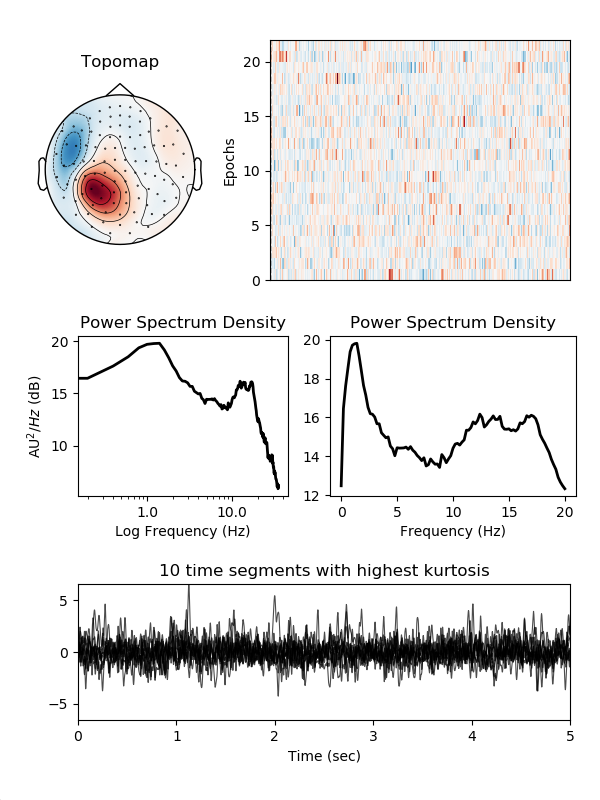 Topomap
Epochs
20
15
10
5
0
Power Spectrum Density
20
15
10
AU²/Hz (dB)
1.0 10.0
Log Frequency (Hz)
Power Spectrum Density
20
18
16
14
12
0 5 10 15 20
Frequency (Hz)
10 time segments with highest kurtosis
5
0
−5
0 1 2 3 4 5
Time (sec)